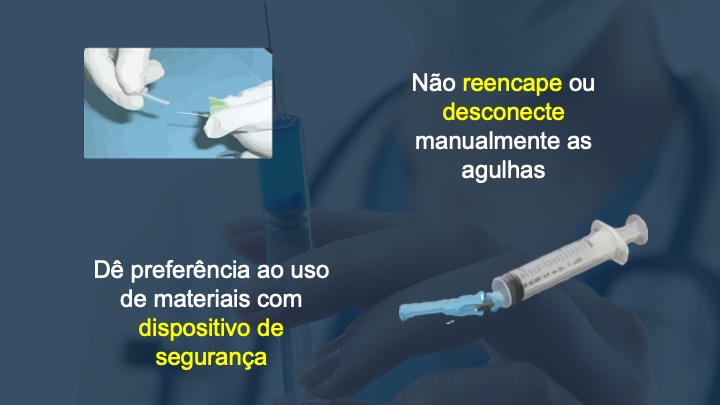 Não reencape ou
desconecte
manualmente as
agulhas
Dê preferência ao uso
de materiais com
dispositivo de
segurança